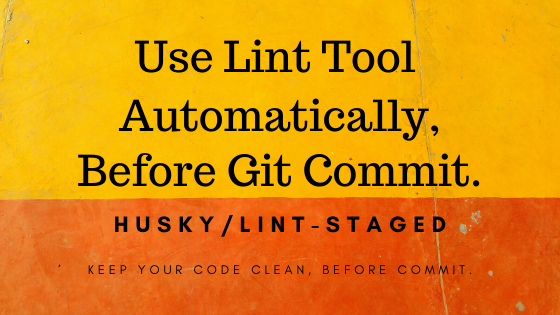 Use Lint Tool
Automatically,
Before Git Commit.
HUSKY/LINT-STAGED
KEEP YOUR CODE CLEAN, BEFORE COMMIT.